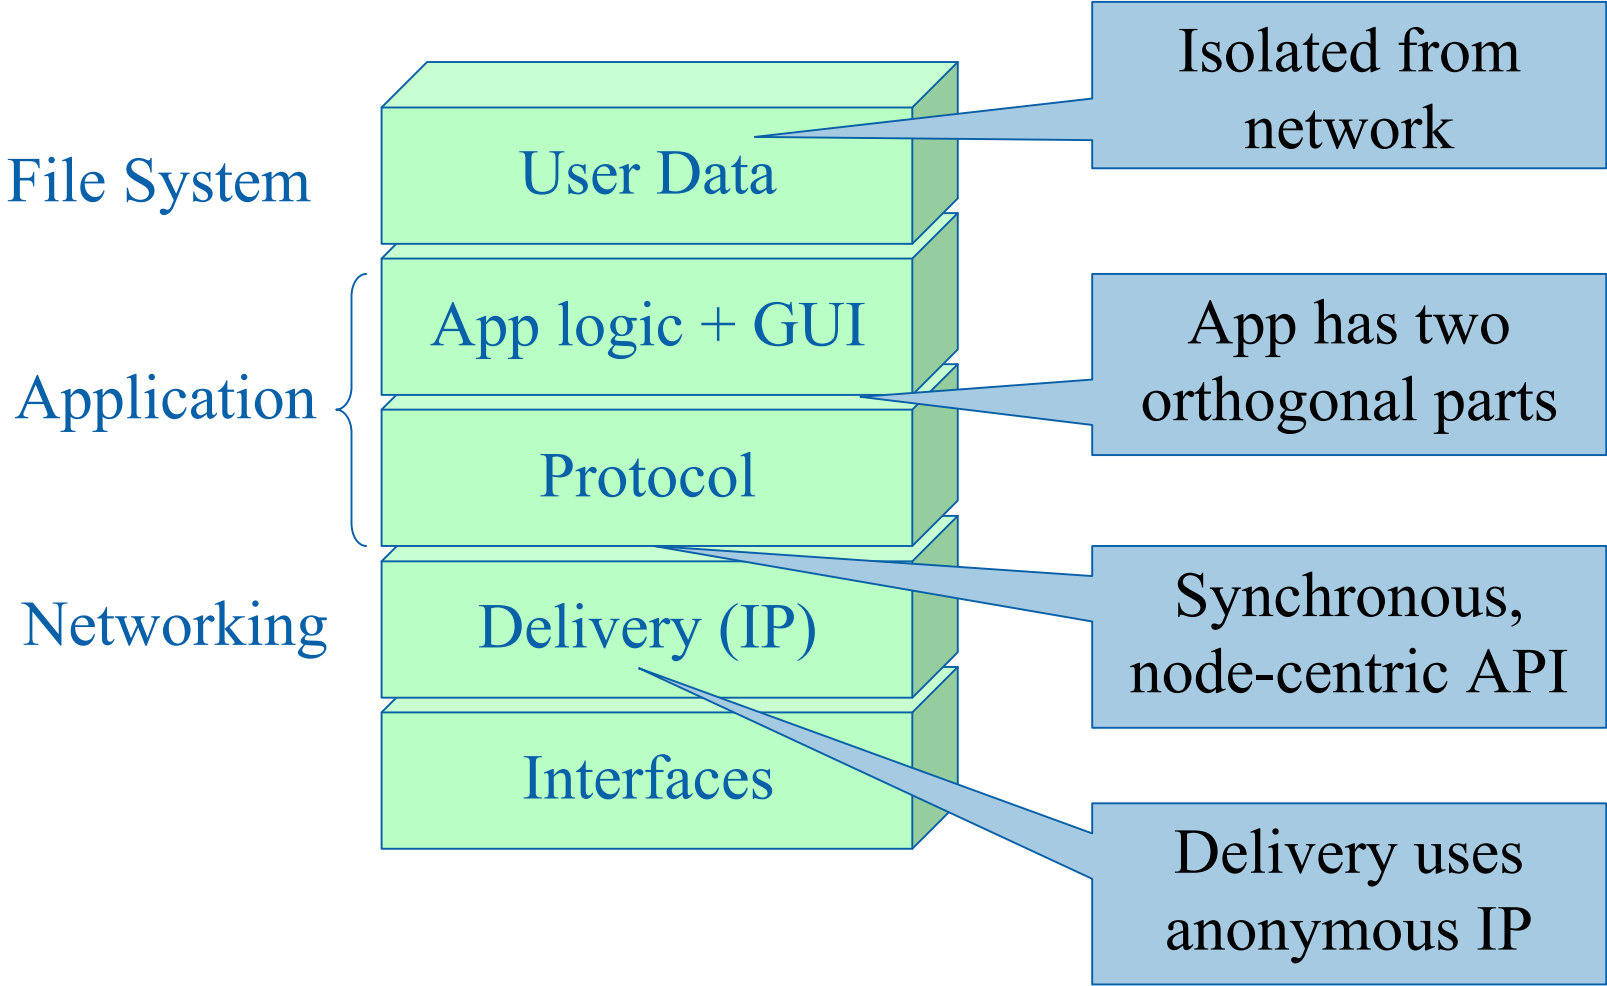 File System
Application
Networking
User Data
App logic + GUI
Protocol
Delivery (IP)
Interfaces
Isolated from
network
App has two
orthogonal parts
Synchronous,
node-centric API
Delivery uses
anonymous IP